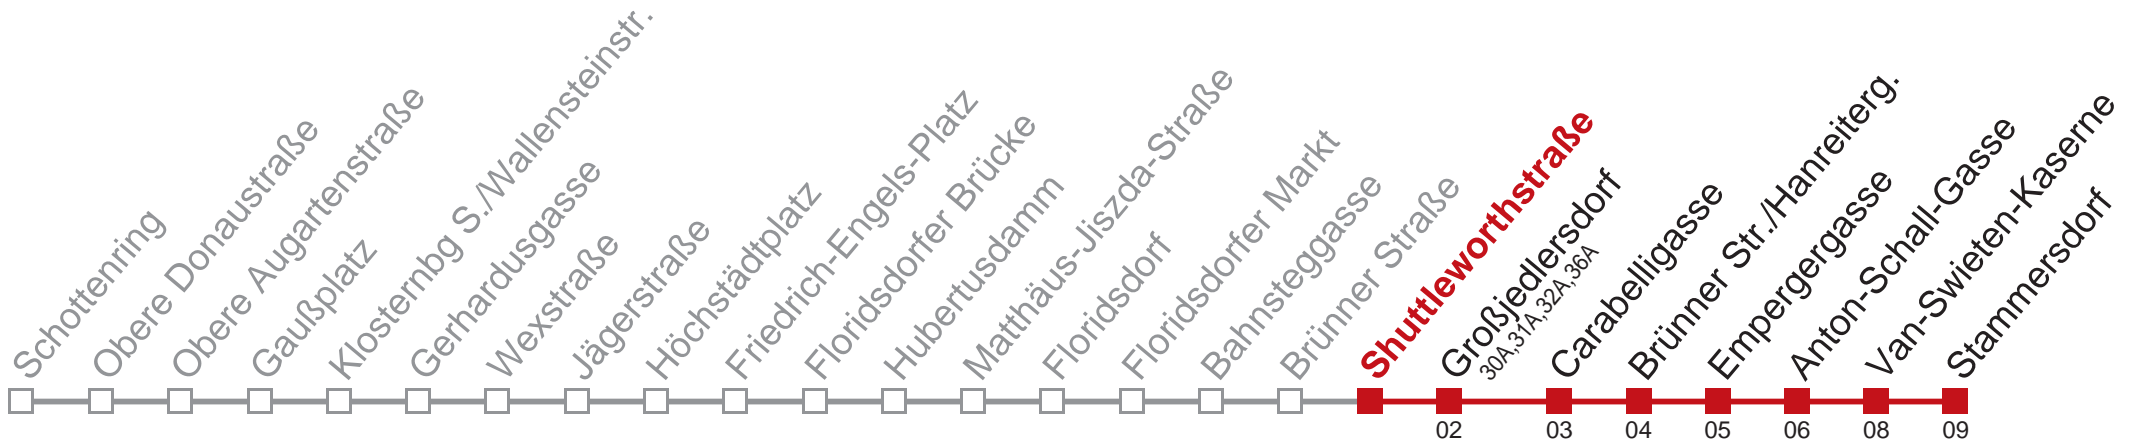 Schottenring
Obere Donaustraße
Obere Augartenstraße
Gaußplatz
Klosternbg S./Wallensteinstr.
Gerhardusgasse
Wexstraße
Jägerstraße
Höchstädtplatz
Friedrich-Engels-Platz
Floridsdorfer Brücke
Hubertusdamm
Matthäus-Jiszda-Straße
Floridsdorf
Floridsdorfer Markt
Bahnsteggasse
Brünner Straße
Shuttleworthstraße
Großjedlersdorf
30A,31A,32A,36A
Carabelligasse
Brünner Str./Hanreiterg.
Empergergasse
Anton-Schall-Gasse
Van-Swieten-Kaserne
Stammersdorf
02 03 04 05 06 08 09